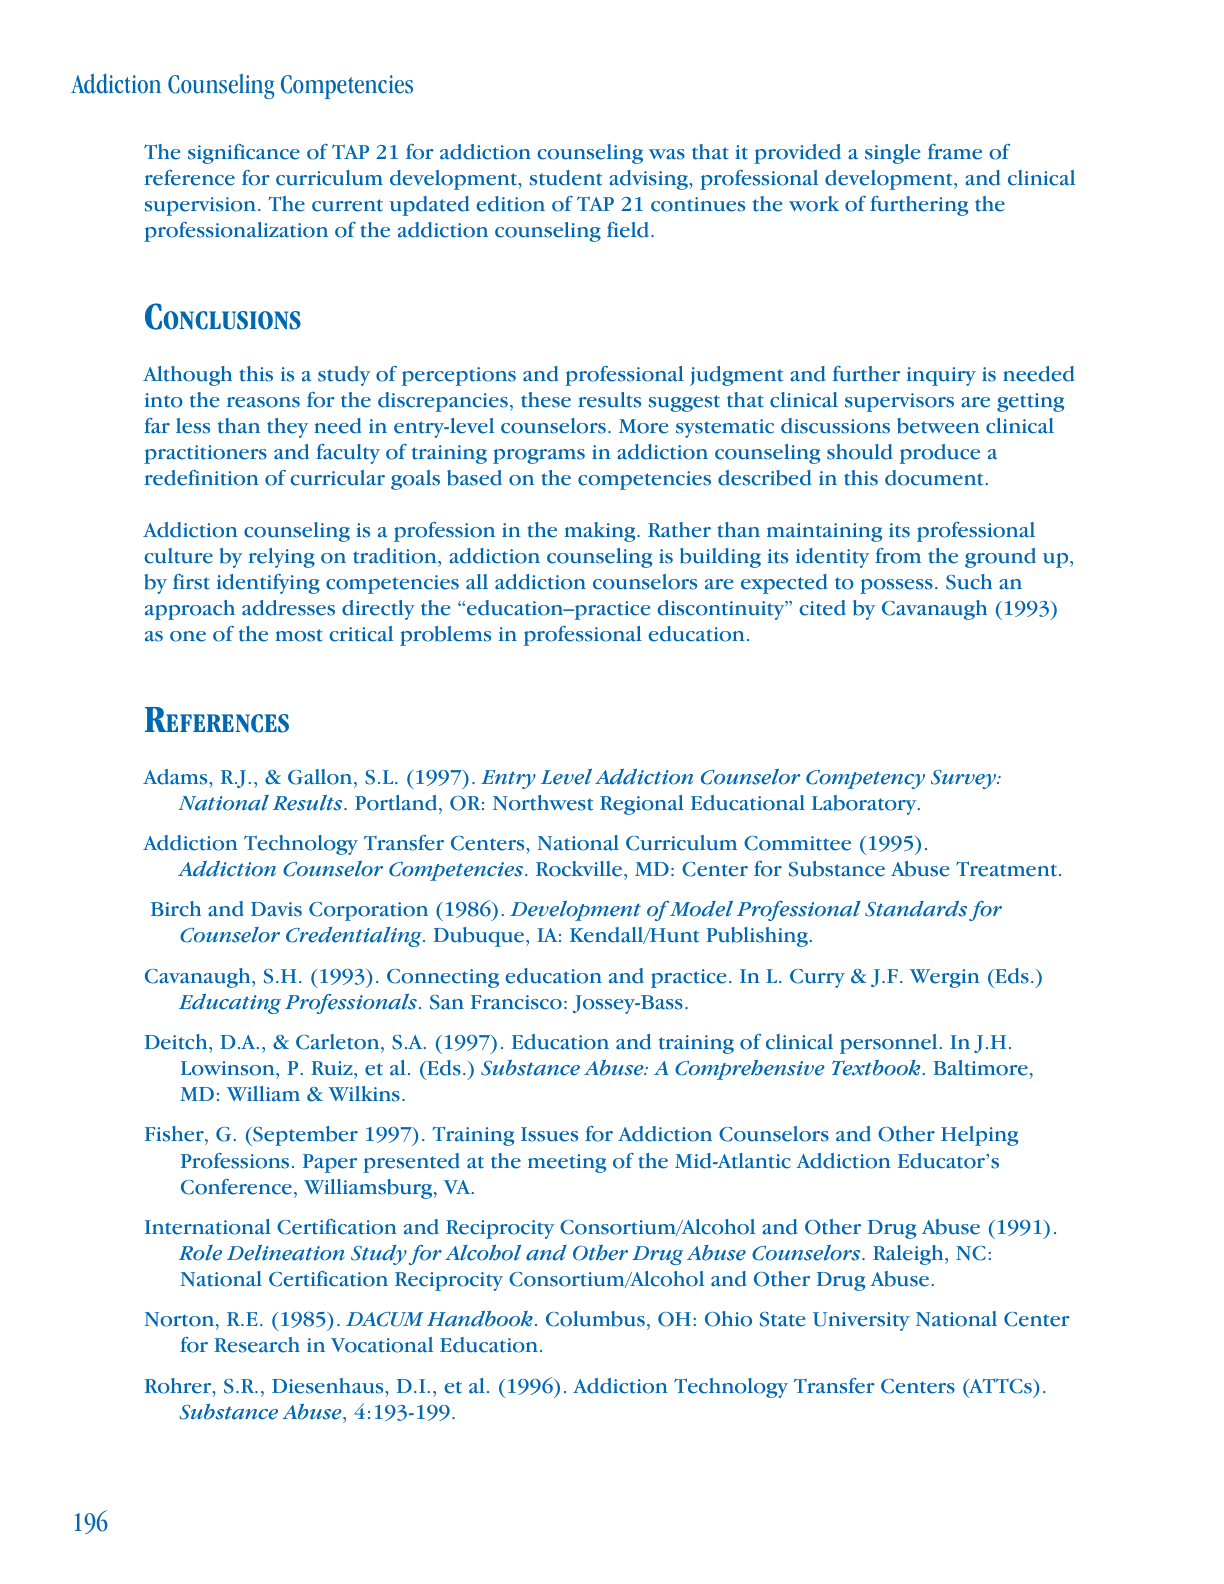 Addiction Counseling Competencies
The significance of TAP 21 for addiction counseling was that it provided a single frame of
reference for curriculum development, student advising, professional development, and clinical
supervision. The current updated edition of TAP 21 continues the work of furthering the
professionalization of the addiction counseling field.
CONCLUSIONS
Although this is a study of perceptions and professional judgment and further inquiry is needed
into the reasons for the discrepancies, these results suggest that clinical supervisors are getting
far less than they need in entry-level counselors. More systematic discussions between clinical
practitioners and faculty of training programs in addiction counseling should produce a
redefinition of curricular goals based on the competencies described in this document.
Addiction counseling is a profession in the making. Rather than maintaining its professional
culture by relying on tradition, addiction counseling is building its identity from the ground up,
by first identifying competencies all addiction counselors are expected to possess. Such an
approach addresses directly the “education–practice discontinuity” cited by Cavanaugh (1993)
as one of the most critical problems in professional education.
REFERENCES
Adams, R.J., & Gallon, S.L. (1997). Entry Level Addiction Counselor Competency Survey:
National Results. Portland, OR: Northwest Regional Educational Laboratory.
Addiction Technology Transfer Centers, National Curriculum Committee (1995).
Addiction Counselor Competencies. Rockville, MD: Center for Substance Abuse Treatment.
Birch and Davis Corporation (1986). Development of Model Professional Standards for
Counselor Credentialing. Dubuque, IA: Kendall/Hunt Publishing.
Cavanaugh, S.H. (1993). Connecting education and practice. In L. Curry & J.F. Wergin (Eds.)
Educating Professionals. San Francisco: Jossey-Bass.
Deitch, D.A., & Carleton, S.A. (1997). Education and training of clinical personnel. In J.H.
Lowinson, P. Ruiz, et al. (Eds.) Substance Abuse: A Comprehensive Textbook. Baltimore,
MD: William & Wilkins.
Fisher, G. (September 1997). Training Issues for Addiction Counselors and Other Helping
Professions. Paper presented at the meeting of the Mid-Atlantic Addiction Educator’s
Conference, Williamsburg, VA.
International Certification and Reciprocity Consortium/Alcohol and Other Drug Abuse (1991).
Role Delineation Study for Alcohol and Other Drug Abuse Counselors. Raleigh, NC:
National Certification Reciprocity Consortium/Alcohol and Other Drug Abuse.
Norton, R.E. (1985). DACUM Handbook. Columbus, OH: Ohio State University National Center
for Research in Vocational Education.
Rohrer, S.R., Diesenhaus, D.I., et al. (1996). Addiction Technology Transfer Centers (ATTCs).
Substance Abuse, 4:193-199.
196